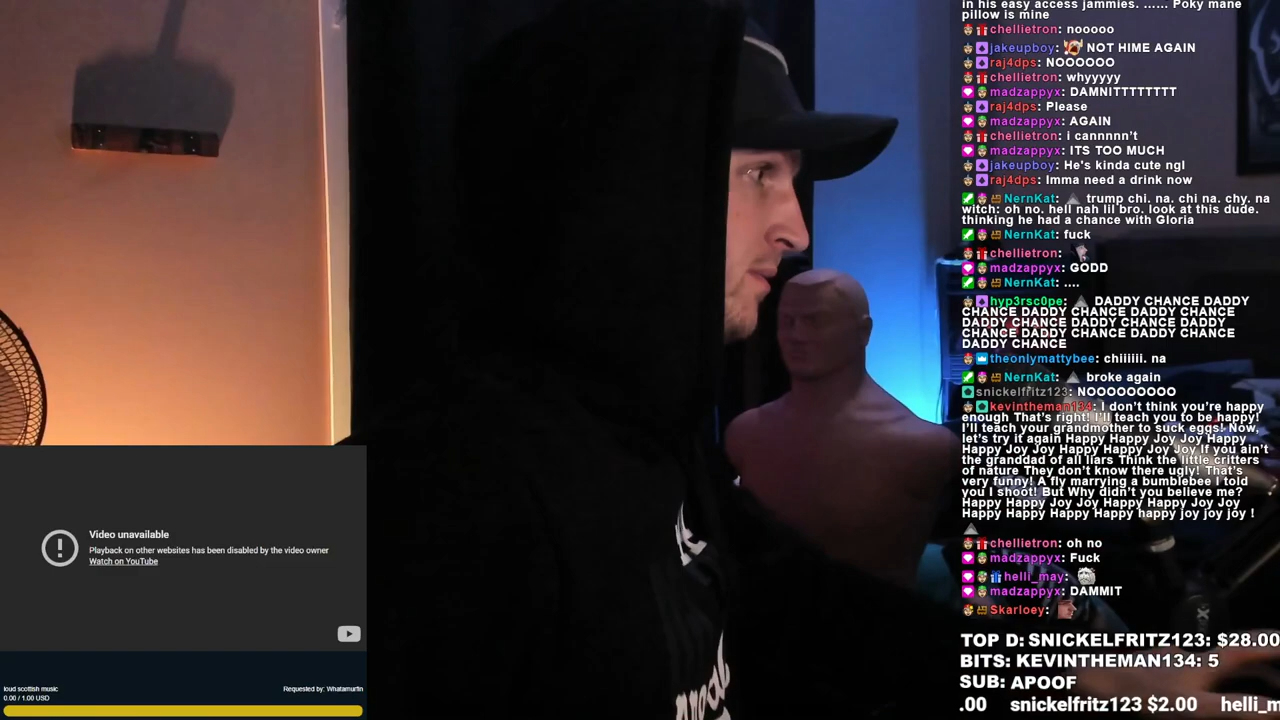 in his easy access jammies. ...... Poky mane
pillow is mine
chellietron: nooooo
jakeupboy: NOT HIME AGAIN
raj4dps: NOOOOOO
chellietron: whyyyyy
madzappyx: DAMNITTTTTTTT
raj4dps: Please
madzappyx: AGAIN
chellietron: i cannnnn't
madzappyx: ITS TOO MUCH
jakeupboy: He's kinda cute ngl
raj4dps: Imma need a drink now
NernKat: trump chi. na. chi na. chy. na
witch: oh no. hell nah lil bro. look at this dude.
thinking he had a chance with Gloria
NernKat: fuck
chellietron:
madzappyx: GODD
NernKat: ....
hyp3rsc0pe: DADDY CHANCE DADDY
CHANCE DADDY CHANCE DADDY CHANCE
DADDY CHANCE DADDY CHANCE DADDY
CHANCE DADDY CHANCE DADDY CHANCE
DADDY CHANCE
theonlymattybee: chiiiiii. na
NernKat: broke again
snickelfritz123: NOOOOOOOOO
kevintheman134: I don't think you're happy
enough That's right! I'll teach you to be happy!
I'll teach your grandmother to suck eggs! Now,
let's try it again Happy Happy Joy Joy Happy
Happy Joy Joy Happy Happy Joy Joy If you ain't
the granddad of all liars Think the little critters
of nature They don't know there ugly! That's
very funny! A fly marrying a bumblebee I told
you I shoot! But Why didn't you believe me?
Happy Happy Joy Joy Happy Happy Joy Joy
Happy Happy Happy Happy happy joy joy joy !
chellietron: oh no
madzappyx: Fuck
helli_may:
madzappyx: DAMMIT
Skarloey:
TOP D: SNICKELFRITZ123: $28.00
BITS: KEVINTHEMAN134: 5
SUB: APOOF
.00 snickelfritz123 $2.00 helli_m
Video unavailable
Playback on other websites has been disabled by the video owner
Watch on YouTube
loud scottish music
Requested by: Whatamurfin
0.00 / 1.00 USD